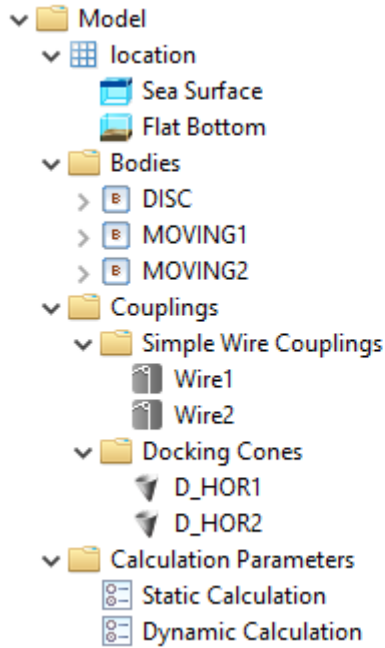 Model
location
Sea Surface
Flat Bottom
Bodies
B DISC
B MOVING1
B MOVING2
Couplings
Simple Wire Couplings
Wire1
Wire2
Docking Cones
D_HOR1
D_HOR2
Calculation Parameters
Static Calculation
Dynamic Calculation